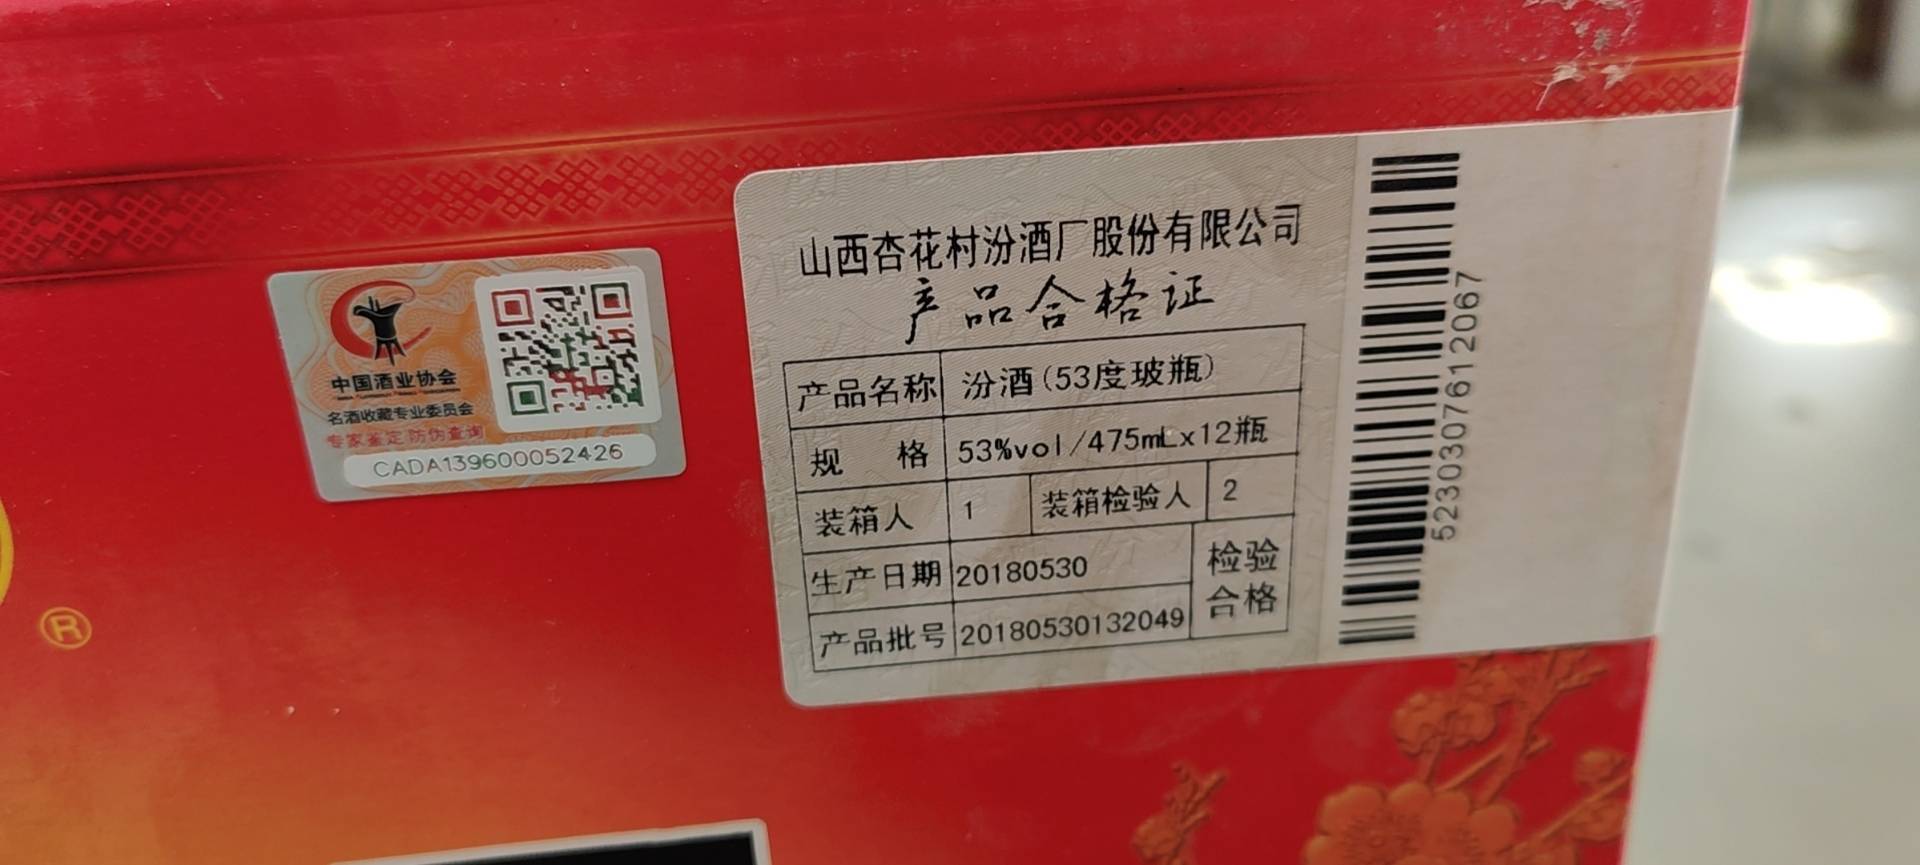 中国酒业协会
名酒收藏专业委员会
专家鉴定 防伪查询
CADA139600052426
®
山西杏花村汾酒厂股份有限公司
产品合格证
产品名称 汾酒(53度玻瓶)
规 格 53%vol/475mLx12瓶
装箱人 1 装箱检验人 2
生产日期 20180530 检验
产品批号 20180530132049 合格
5230307612067